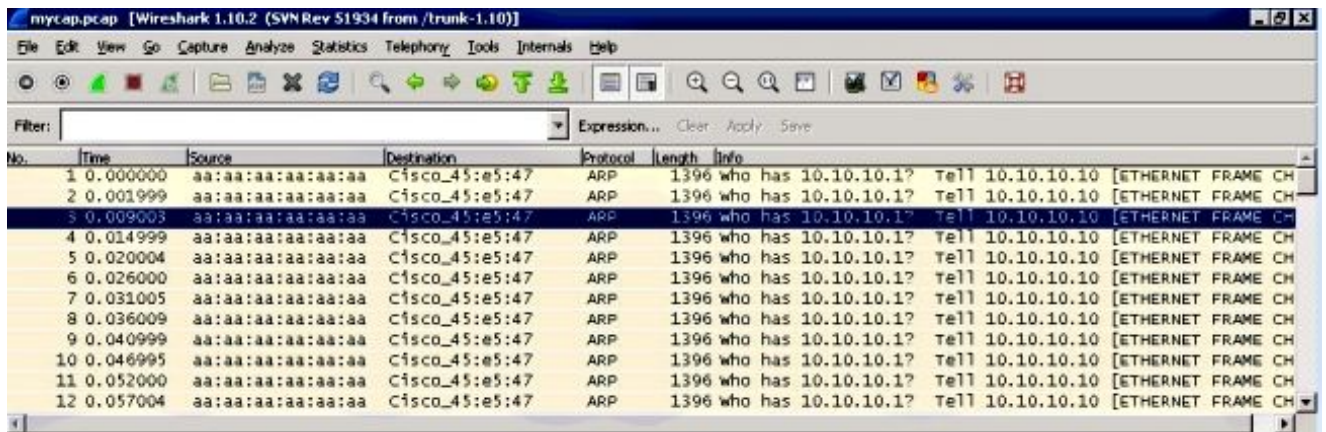 mycap.pcap [Wireshark 1.10.2 (SVN Rev 51934 from /trunk-1.10)]
File Edit View Go Capture Analyze Statistics Telephony Tools Internals Help
Filter: Expression... Clear Apply Save
No. Time Source Destination Protocol Length Info
1 0.000000 aa:aa:aa:aa:aa:aa Cisco_45:e5:47 ARP 1396 who has 10.10.10.1? Tell 10.10.10.10 [ETHERNET FRAME CH
2 0.001999 aa:aa:aa:aa:aa:aa Cisco_45:e5:47 ARP 1396 who has 10.10.10.1? Tell 10.10.10.10 [ETHERNET FRAME CH
3 0.009003 aa:aa:aa:aa:aa:aa Cisco_45:e5:47 ARP 1396 who has 10.10.10.1? Tell 10.10.10.10 [ETHERNET FRAME CH
4 0.014999 aa:aa:aa:aa:aa:aa Cisco_45:e5:47 ARP 1396 who has 10.10.10.1? Tell 10.10.10.10 [ETHERNET FRAME CH
5 0.020004 aa:aa:aa:aa:aa:aa Cisco_45:e5:47 ARP 1396 who has 10.10.10.1? Tell 10.10.10.10 [ETHERNET FRAME CH
6 0.026000 aa:aa:aa:aa:aa:aa Cisco_45:e5:47 ARP 1396 who has 10.10.10.1? Tell 10.10.10.10 [ETHERNET FRAME CH
7 0.031005 aa:aa:aa:aa:aa:aa Cisco_45:e5:47 ARP 1396 who has 10.10.10.1? Tell 10.10.10.10 [ETHERNET FRAME CH
8 0.036009 aa:aa:aa:aa:aa:aa Cisco_45:e5:47 ARP 1396 who has 10.10.10.1? Tell 10.10.10.10 [ETHERNET FRAME CH
9 0.040999 aa:aa:aa:aa:aa:aa Cisco_45:e5:47 ARP 1396 who has 10.10.10.1? Tell 10.10.10.10 [ETHERNET FRAME CH
10 0.046995 aa:aa:aa:aa:aa:aa Cisco_45:e5:47 ARP 1396 who has 10.10.10.1? Tell 10.10.10.10 [ETHERNET FRAME CH
11 0.052000 aa:aa:aa:aa:aa:aa Cisco_45:e5:47 ARP 1396 who has 10.10.10.1? Tell 10.10.10.10 [ETHERNET FRAME CH
12 0.057004 aa:aa:aa:aa:aa:aa Cisco_45:e5:47 ARP 1396 who has 10.10.10.1? Tell 10.10.10.10 [ETHERNET FRAME CH